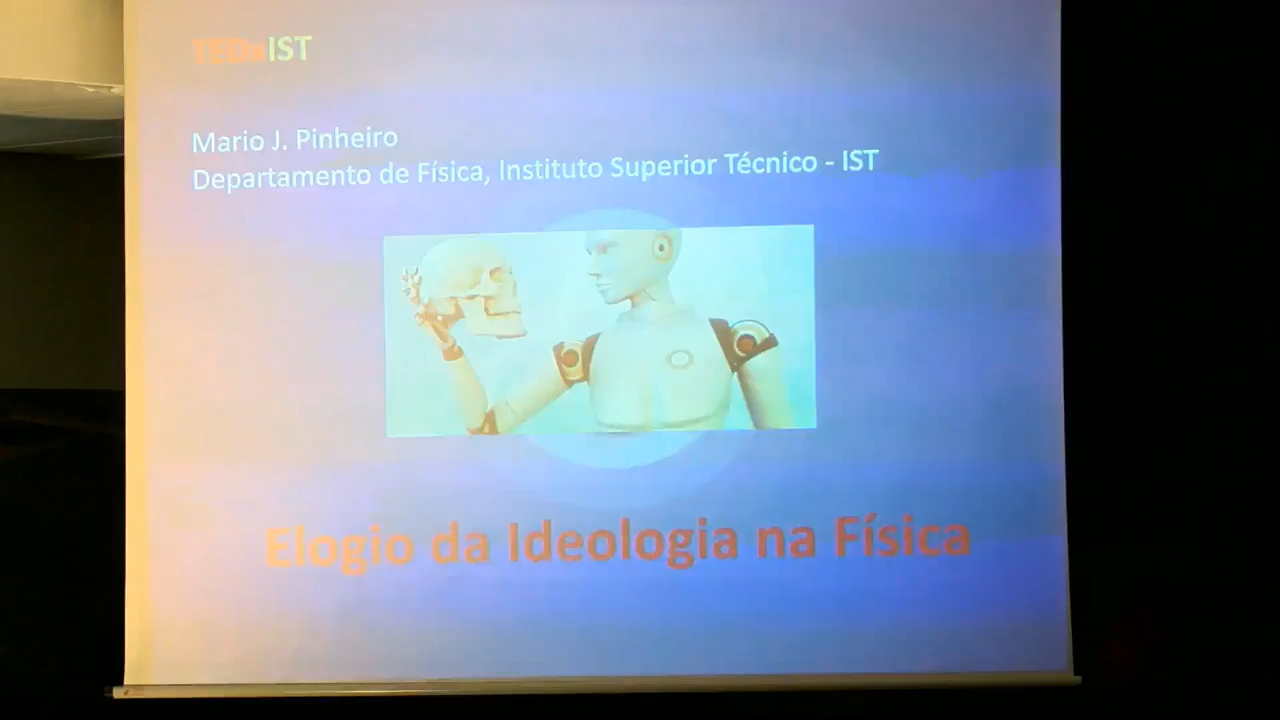 TEDxIST
Mario J. Pinheiro
Departamento de Física, Instituto Superior Técnico - IST
Elogio da Ideologia na Física